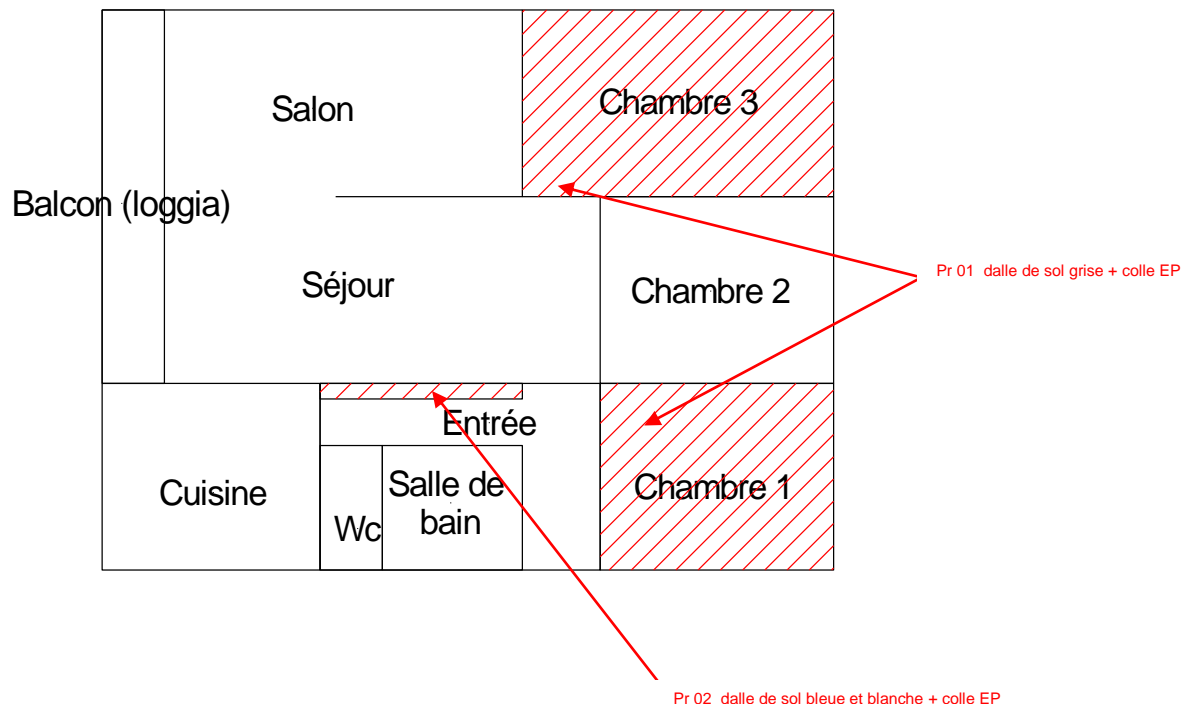 Salon
Chambre 3
Balcon (loggia)
Séjour
Chambre 2
Pr 01 dalle de sol grise + colle EP
Entrée
Cuisine
Salle de
bain
Wc
Chambre 1
Pr 02 dalle de sol bleue et blanche + colle EP